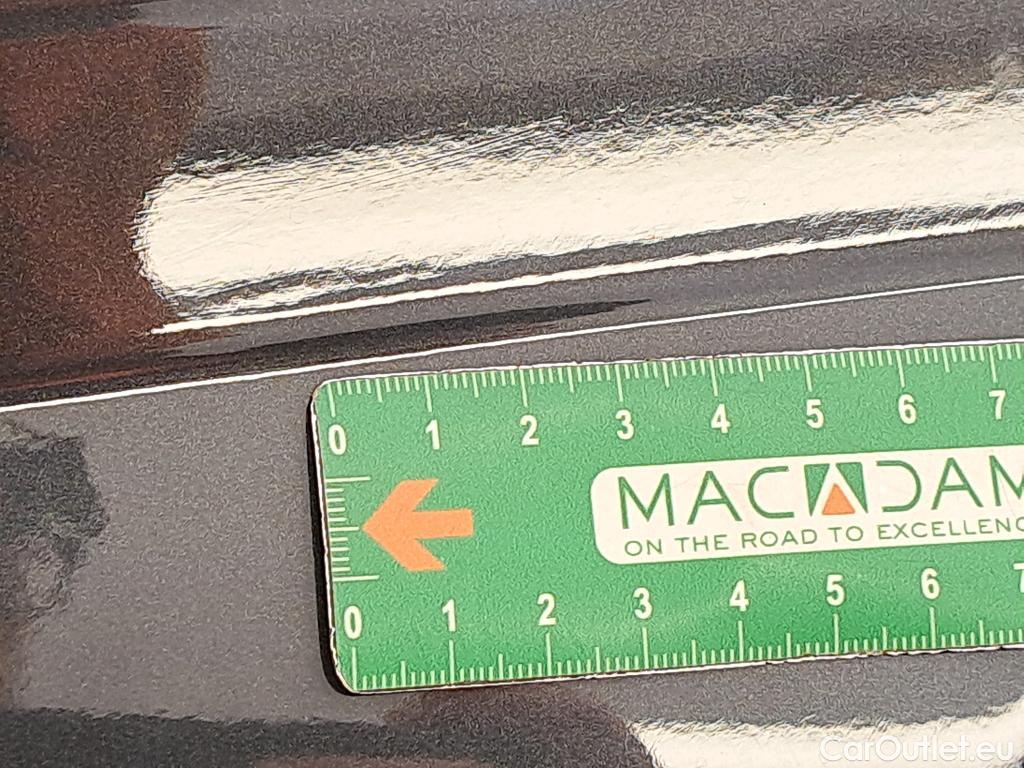 0 1 2 3 4 5 6 7
MACADAM
ON THE ROAD TO
0 1 2 3 4 5 6 7
CarOutlet.eu